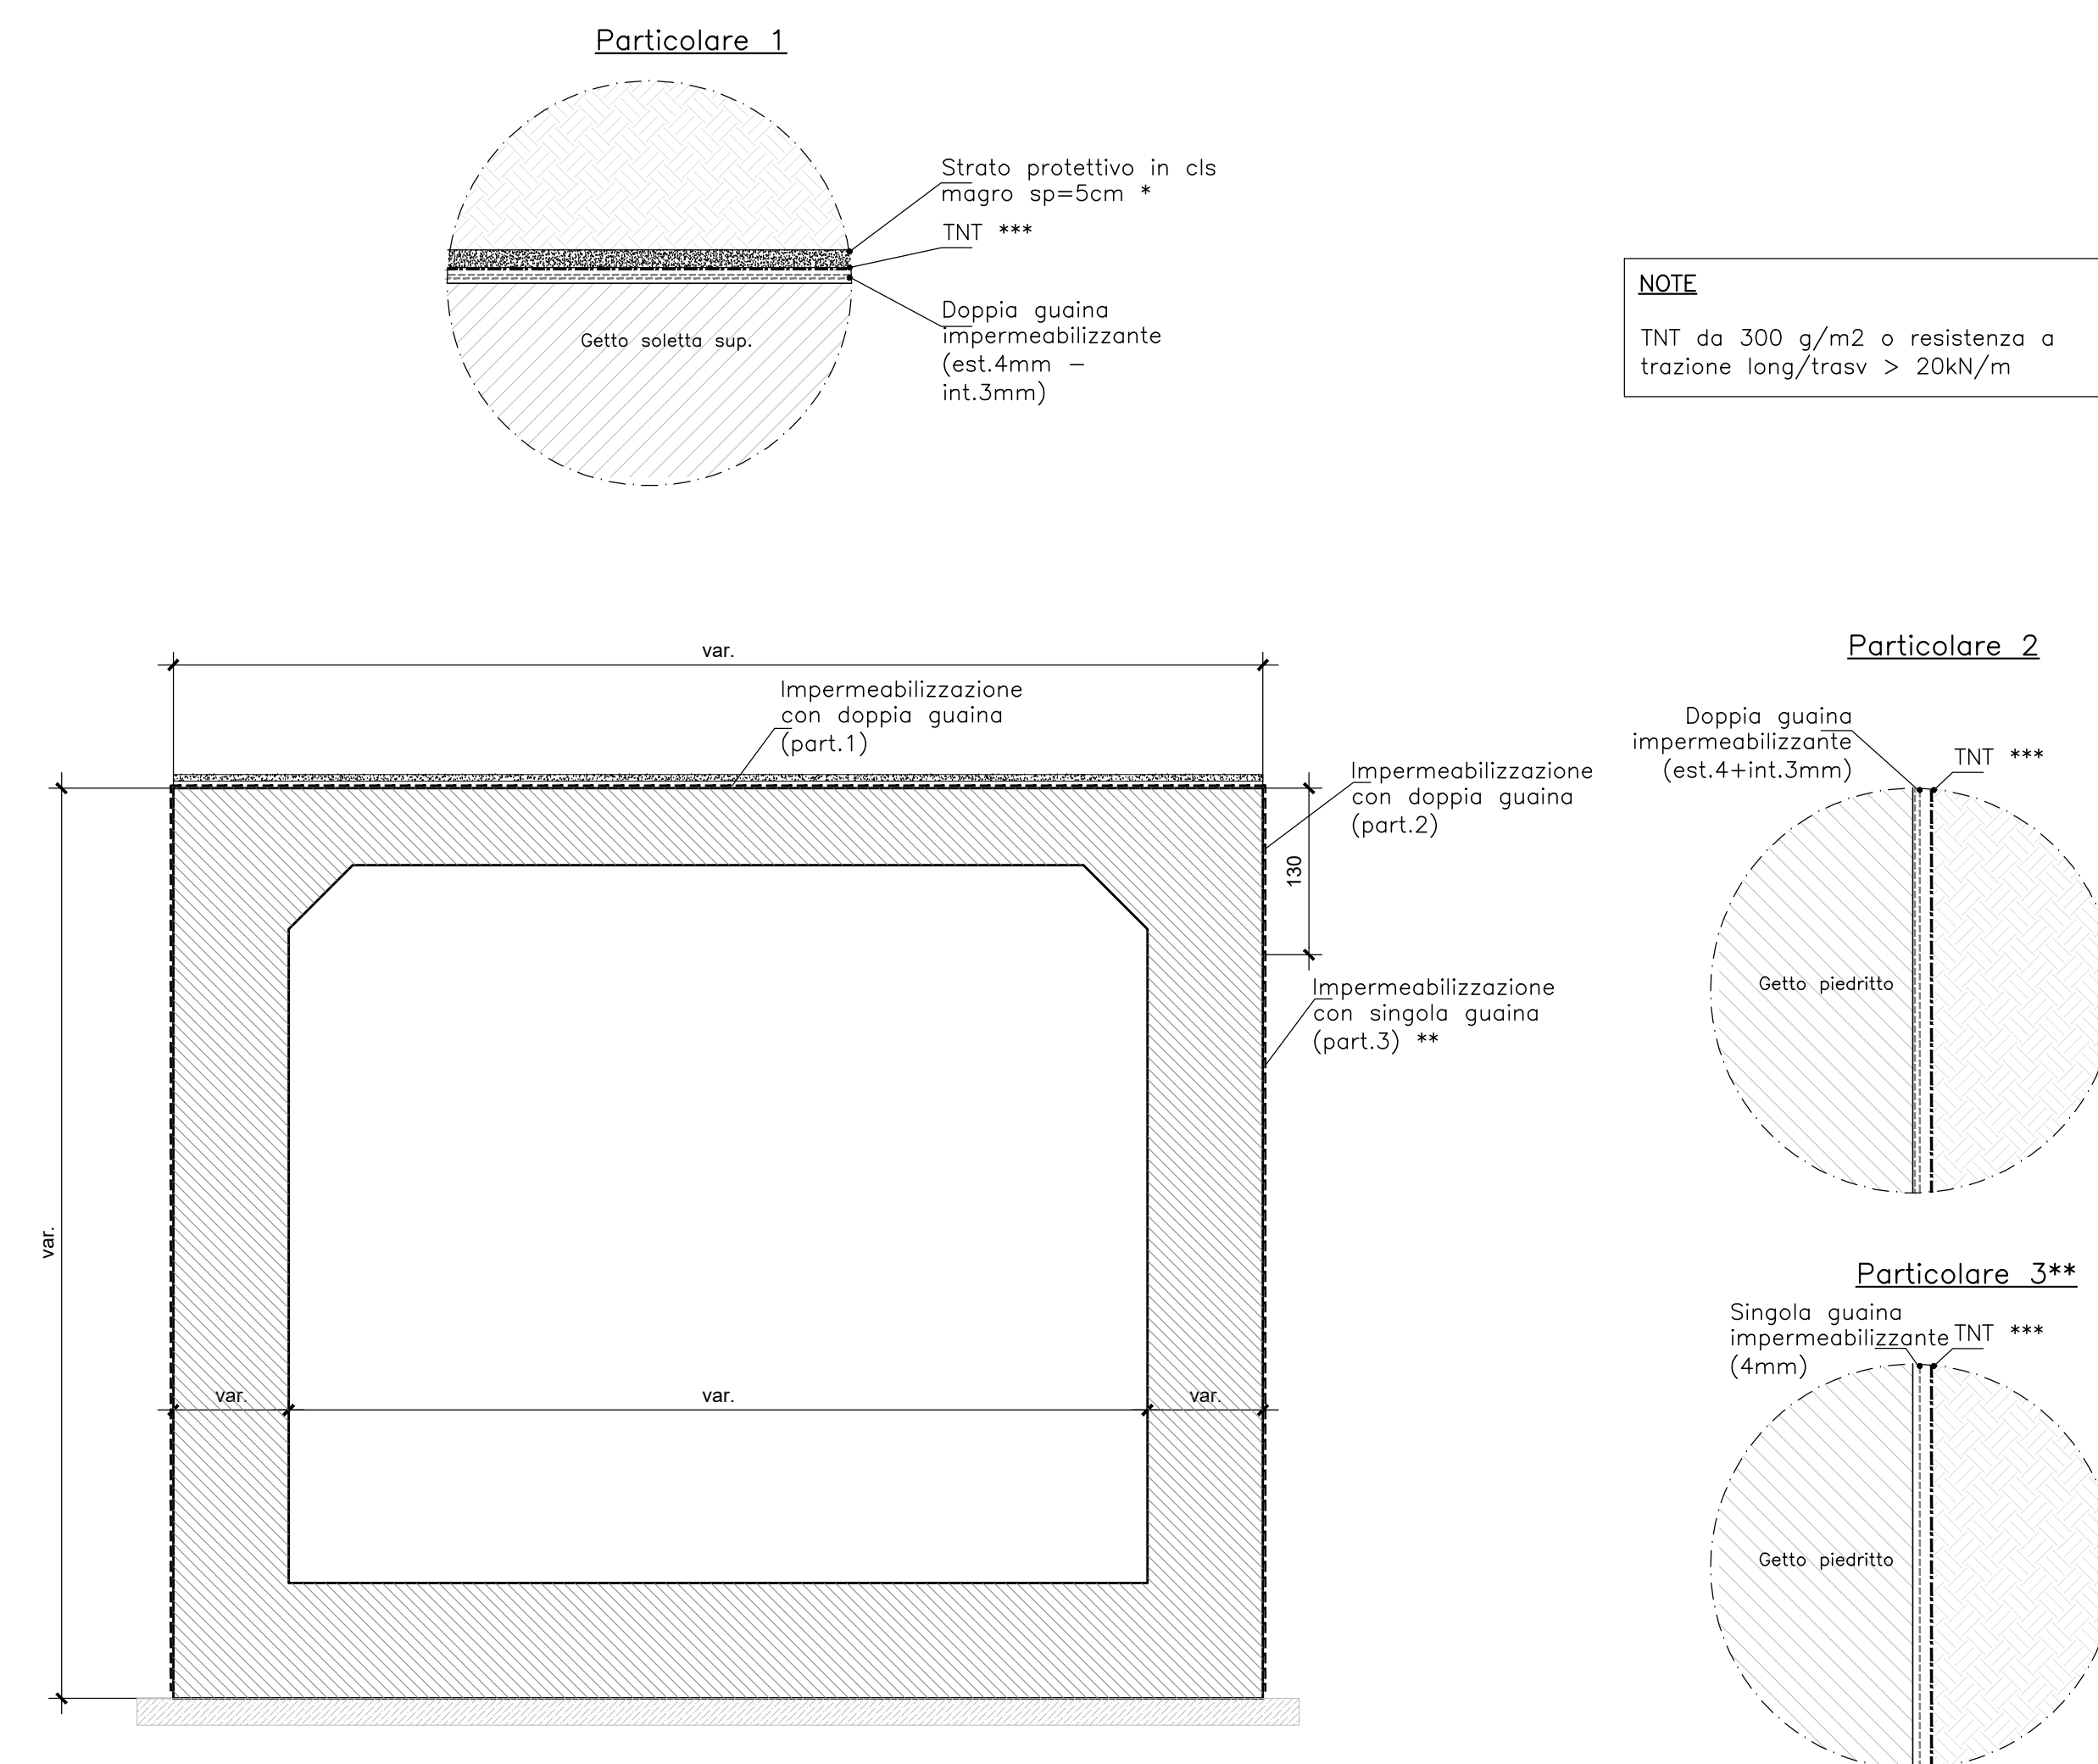 Particolare 1
Strato protettivo in cls
magro sp=5cm *
TNT ***
Doppia guaina
impermeabilizzante
(est.4mm –
int.3mm)
Getto soletta sup.
NOTE
TNT da 300 g/m2 o resistenza a
trazione long/trasv > 20kN/m
var.
Impermeabilizzazione
con doppia guaina
(part.1)
Impermeabilizzazione
con doppia guaina
(part.2)
130
Impermeabilizzazione
con singola guaina
(part.3) **
var.
var.
var.
var.
Particolare 2
Doppia guaina
impermeabilizzante
(est.4+int.3mm)
TNT ***
Getto piedritto
Particolare 3**
Singola guaina
impermeabilizzante
(4mm)
TNT ***
Getto piedritto